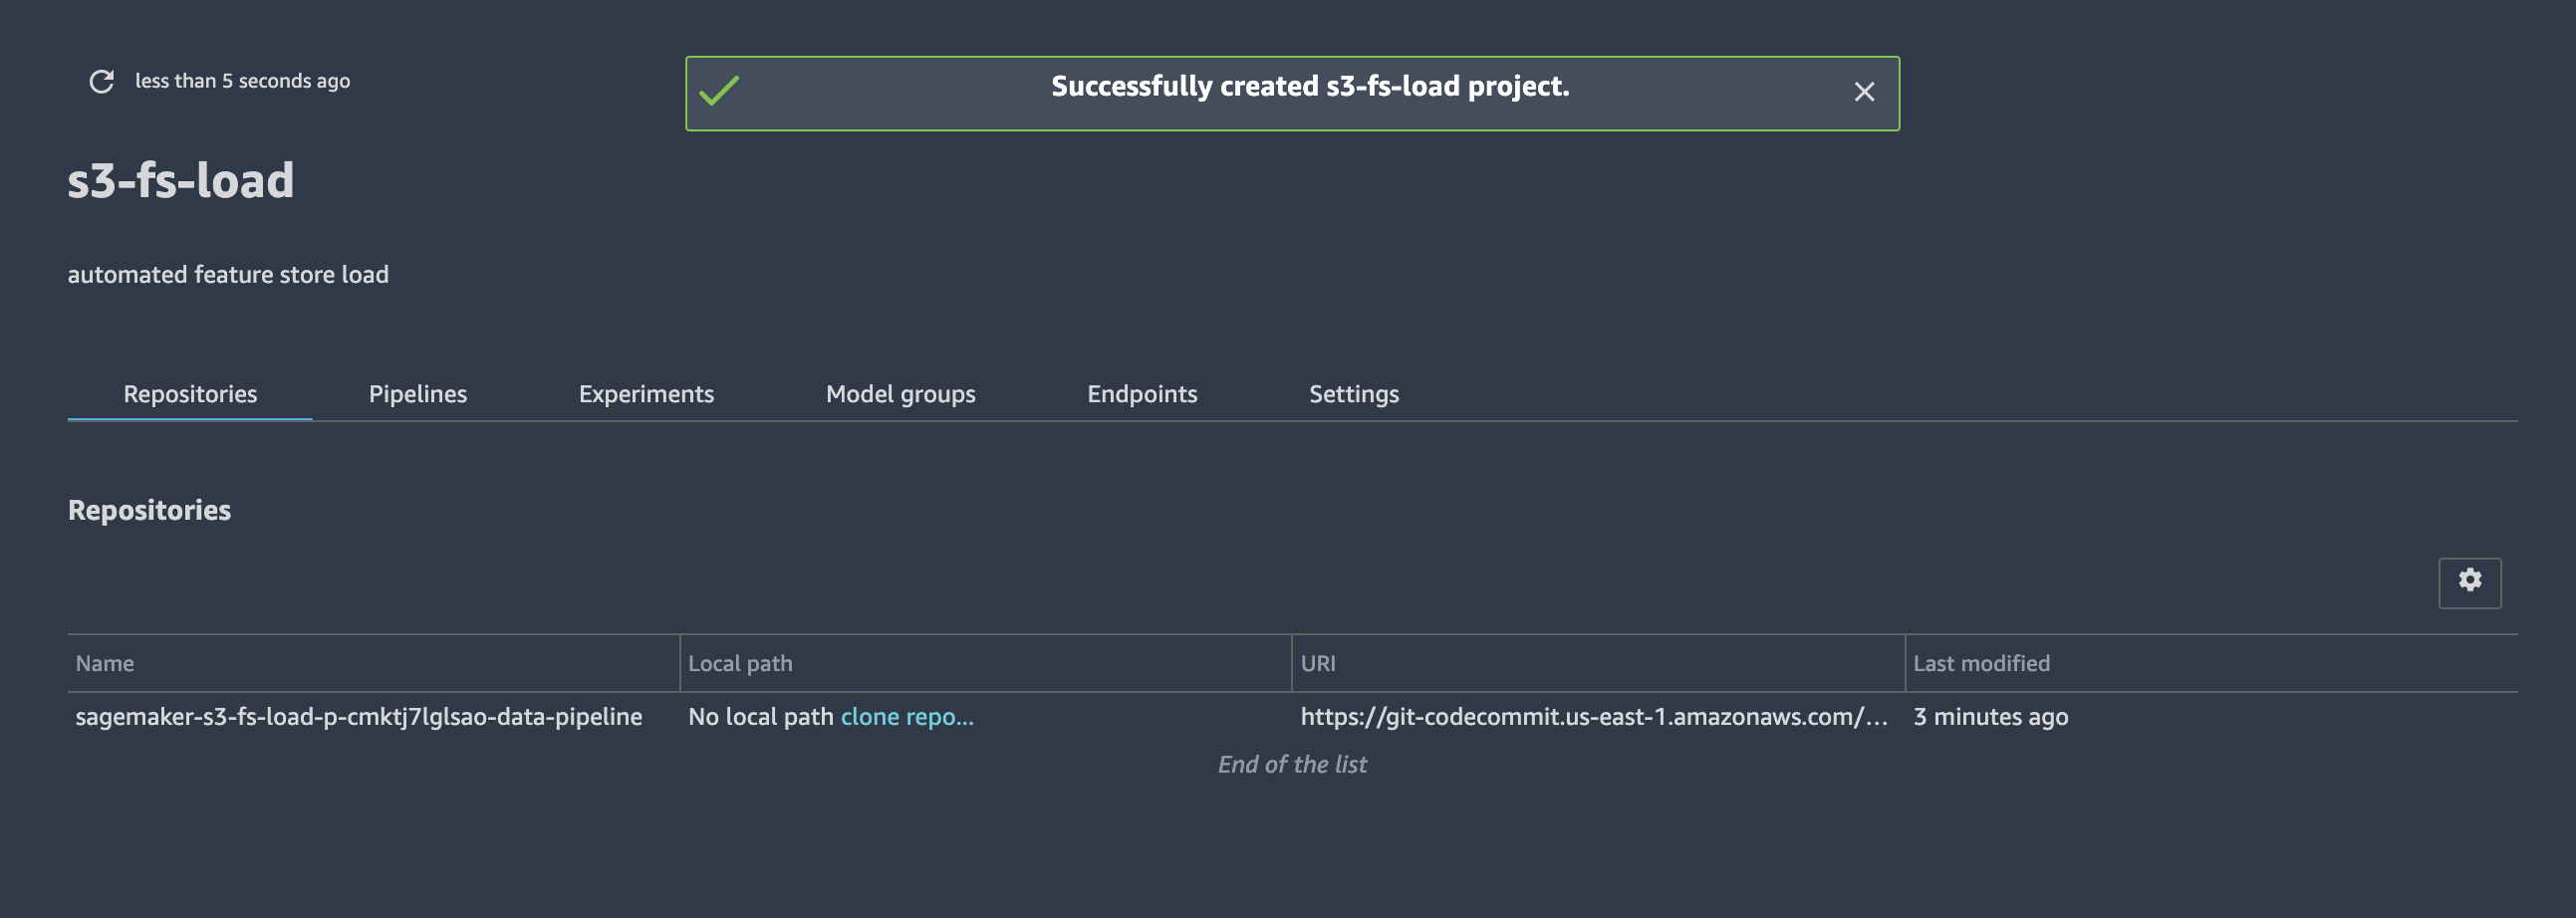 less than 5 seconds ago
Successfully created s3-fs-load project.
s3-fs-load
automated feature store load
Repositories Pipelines Experiments Model groups Endpoints Settings
Repositories
Name Local path URI Last modified
sagemaker-s3-fs-load-p-cmktj7lglsao-data-pipeline No local path clone repo... https://git-codecommit.us-east-1.amazonaws.com/... 3 minutes ago
End of the list